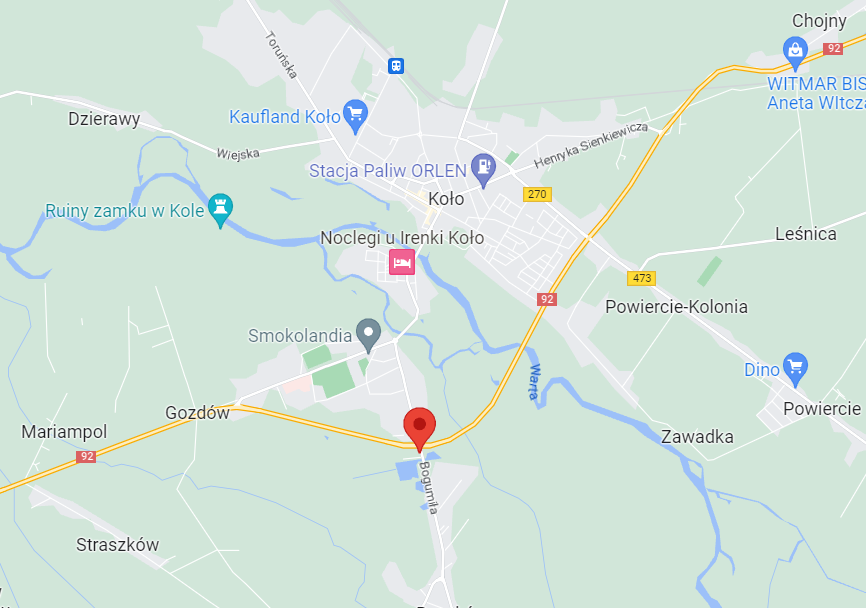 Chojny
92
Toruńska
WITMAR BIS
Aneta WItcza
Dzierawy
Kaufland Koło
Henryka Sienkiewicza
Wiejska
Stacja Paliw ORLEN
270
Koło
Ruiny zamku w Kole
Leśnica
Noclegi u Irenki Koło
473
92
Powiercie-Kolonia
Smokolandia
Dino
Warta
Powiercie
Gozdów
Mariampol
Zawadka
92
Bogumiła
Straszków